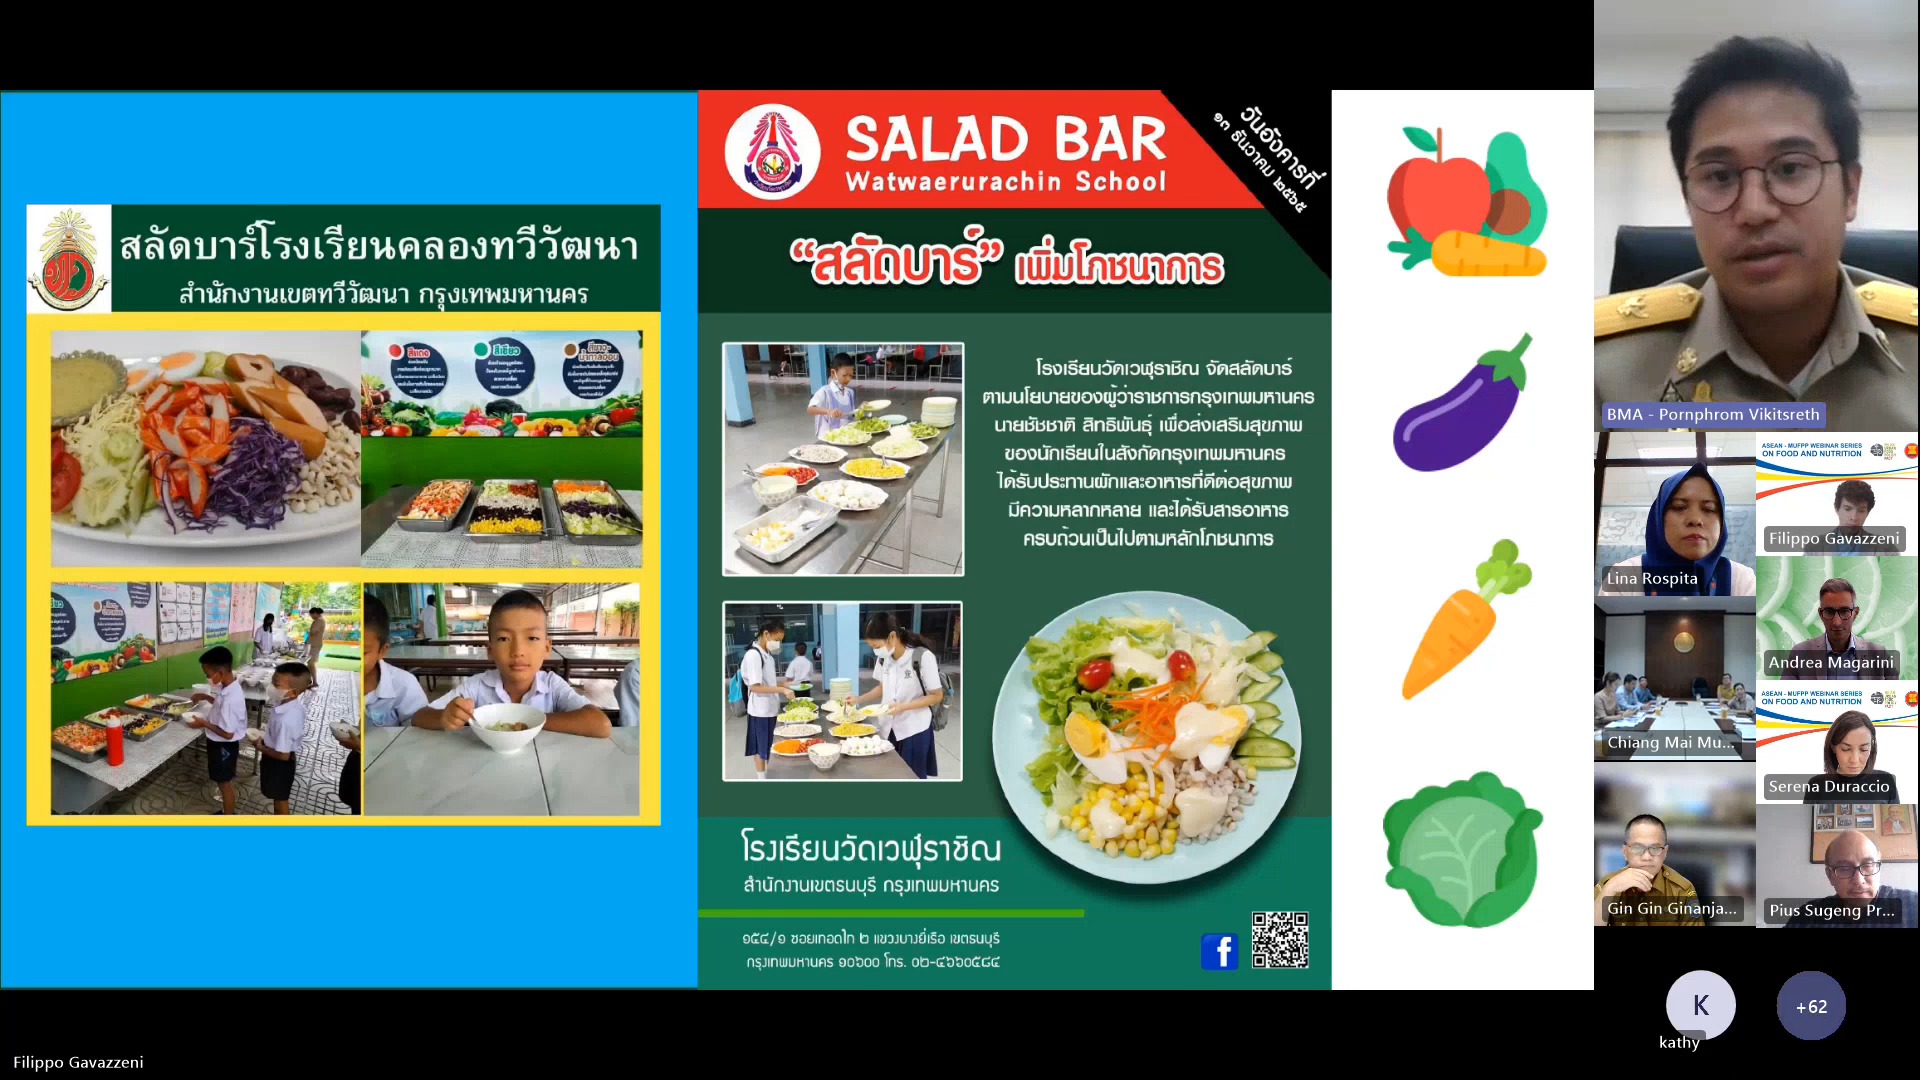 สลัดบาร์โรงเรียนคลองทวีวัฒนา
สำนักงานเขตทวีวัฒนา กรุงเทพมหานคร
สีแดง
สีเขียว
SALAD BAR
Watwaerurachin School
วันอังคารที่
๑๓ ธันวาคม ๒๕๖๕
“สลัดบาร์” เพิ่มโภชนาการ
โรงเรียนวัดเวฬุราชิณ จัดสลัดบาร์
ตามนโยบายของผู้ว่าราชการกรุงเทพมหานคร
นายชัชชาติ สิทธิพันธุ์ เพื่อส่งเสริมสุขภาพ
ของนักเรียนในสังกัดกรุงเทพมหานคร
ได้รับประทานผักและอาหารที่ดีต่อสุขภาพ
มีความหลากหลาย และได้รับสารอาหาร
ครบถ้วนเป็นไปตามหลักโภชนาการ
โรงเรียนวัดเวฬุราชิณ
สำนักงานเขตธนบุรี กรุงเทพมหานคร
๑๕๔/๑ ซอยเทอดไท ๒ แขวงบางยี่เรือ เขตธนบุรี
กรุงเทพมหานคร ๑๐๖๐๐ โทร. ๐๒-๔๖๖๐๕๘๔
BMA - Pornphrom Vikitsreth
Lina Rospita
ASEAN - MUFPP WEBINAR SERIES
ON FOOD AND NUTRITION
Filippo Gavazzeni
Andrea Magarini
Chiang Mai Mu...
ASEAN - MUFPP WEBINAR SERIES
ON FOOD AND NUTRITION
Serena Duraccio
Gin Gin Ginanja...
Pius Sugeng Pr...
K
kathy
+62
Filippo Gavazzeni